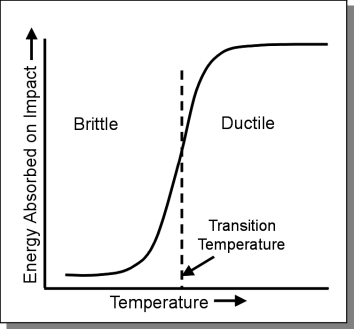 Energy Absorbed on Impact
Brittle
Ductile
Transition
Temperature
Temperature